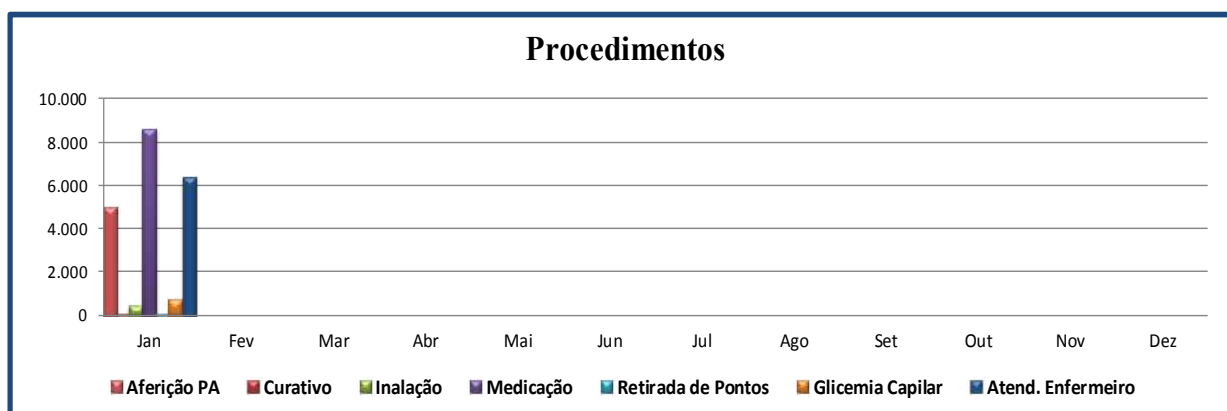 Procedimentos
10.000
8.000
6.000
4.000
2.000
0
Jan Fev Mar Abr Mai Jun Jul Ago Set Out Nov Dez
Aferição PA Curativo Inalação Medicação Retirada de Pontos Glicemia Capilar Atend. Enfermeiro